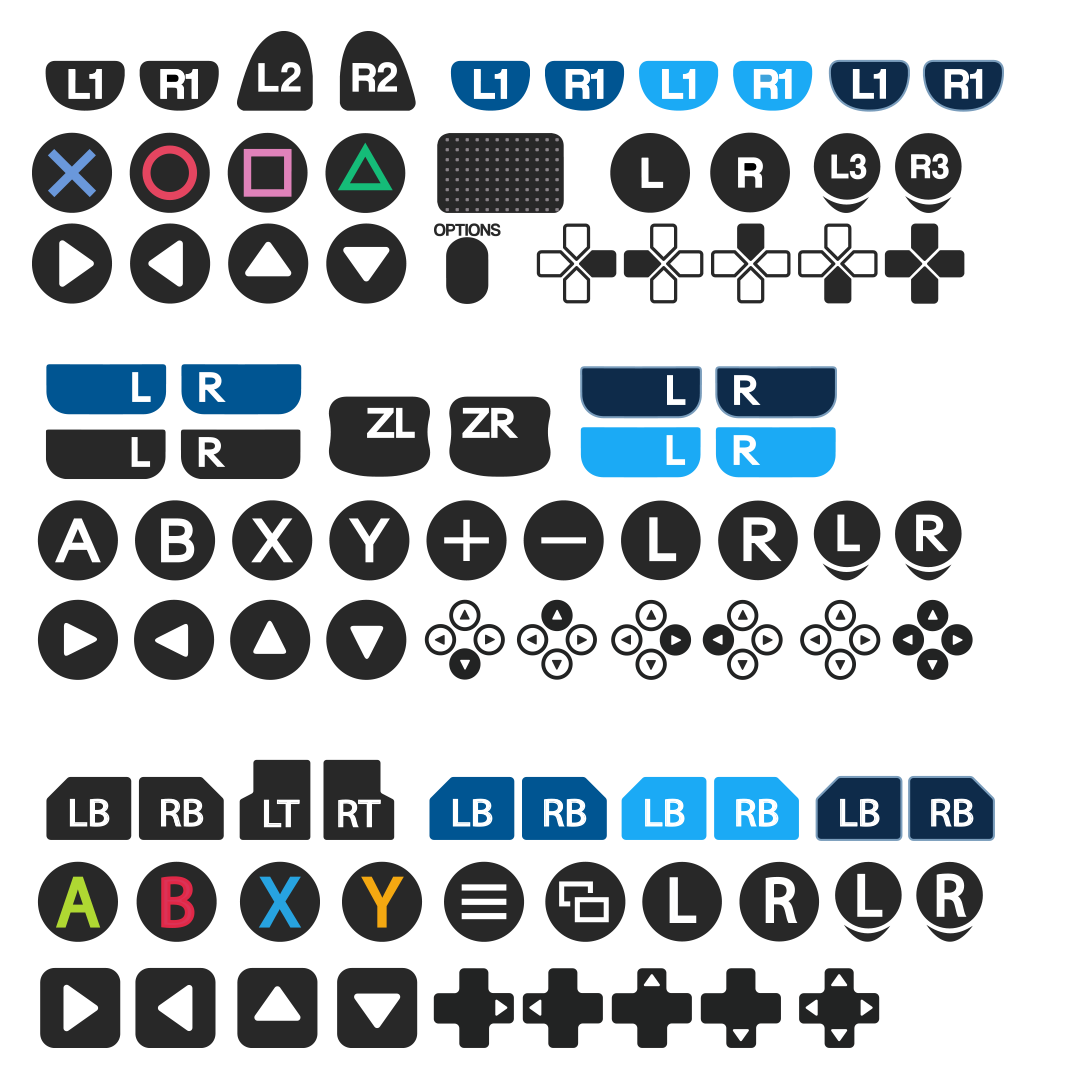 L1 R1 L2 R2 L1 R1 L1 R1 L1 R1
L R L3 R3
OPTIONS
L R L R
L R ZL ZR L R
A B X Y + − L R L R
LB RB LT RT LB RB LB RB LB RB
A B X Y L R L R